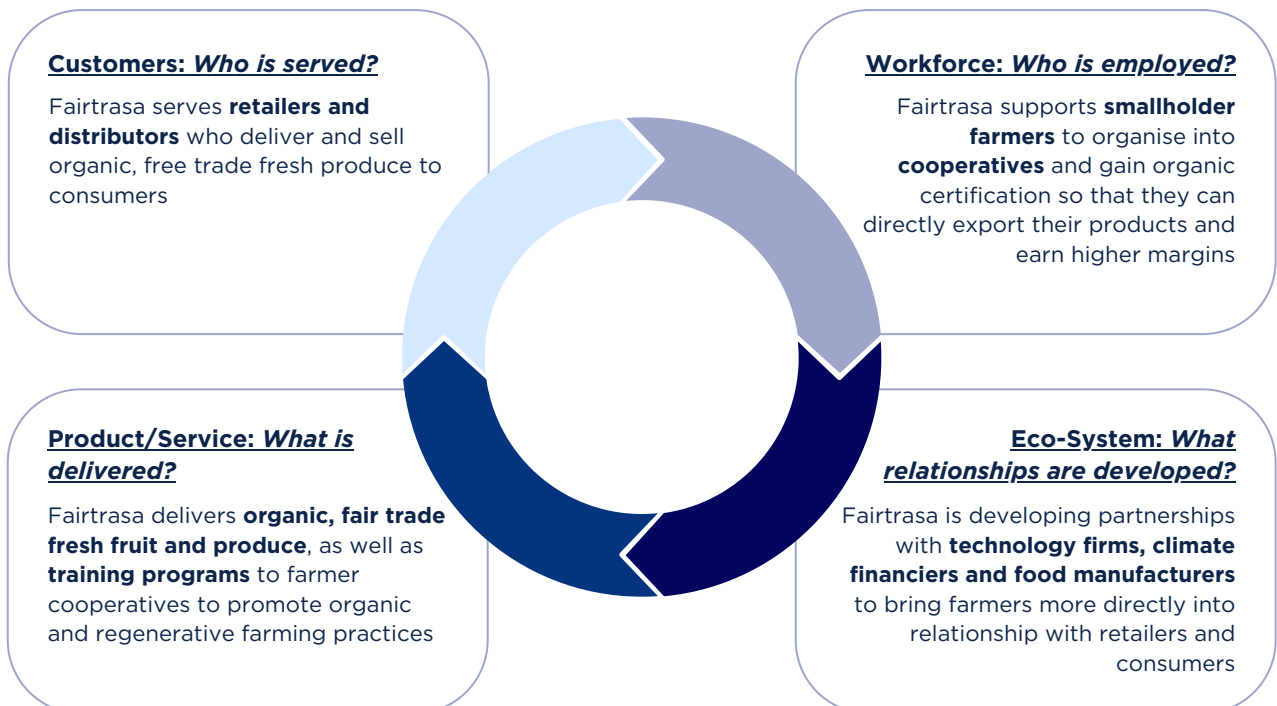 Customers: Who is served?
Fairtrasa serves retailers and
distributors who deliver and sell
organic, free trade fresh produce to
consumers
Workforce: Who is employed?
Fairtrasa supports smallholder
farmers to organise into
cooperatives and gain organic
certification so that they can
directly export their products and
earn higher margins
Product/Service: What is
delivered?
Fairtrasa delivers organic, fair trade
fresh fruit and produce, as well as
training programs to farmer
cooperatives to promote organic
and regenerative farming practices
Eco-System: What
relationships are developed?
Fairtrasa is developing partnerships
with technology firms, climate
financiers and food manufacturers
to bring farmers more directly into
relationship with retailers and
consumers